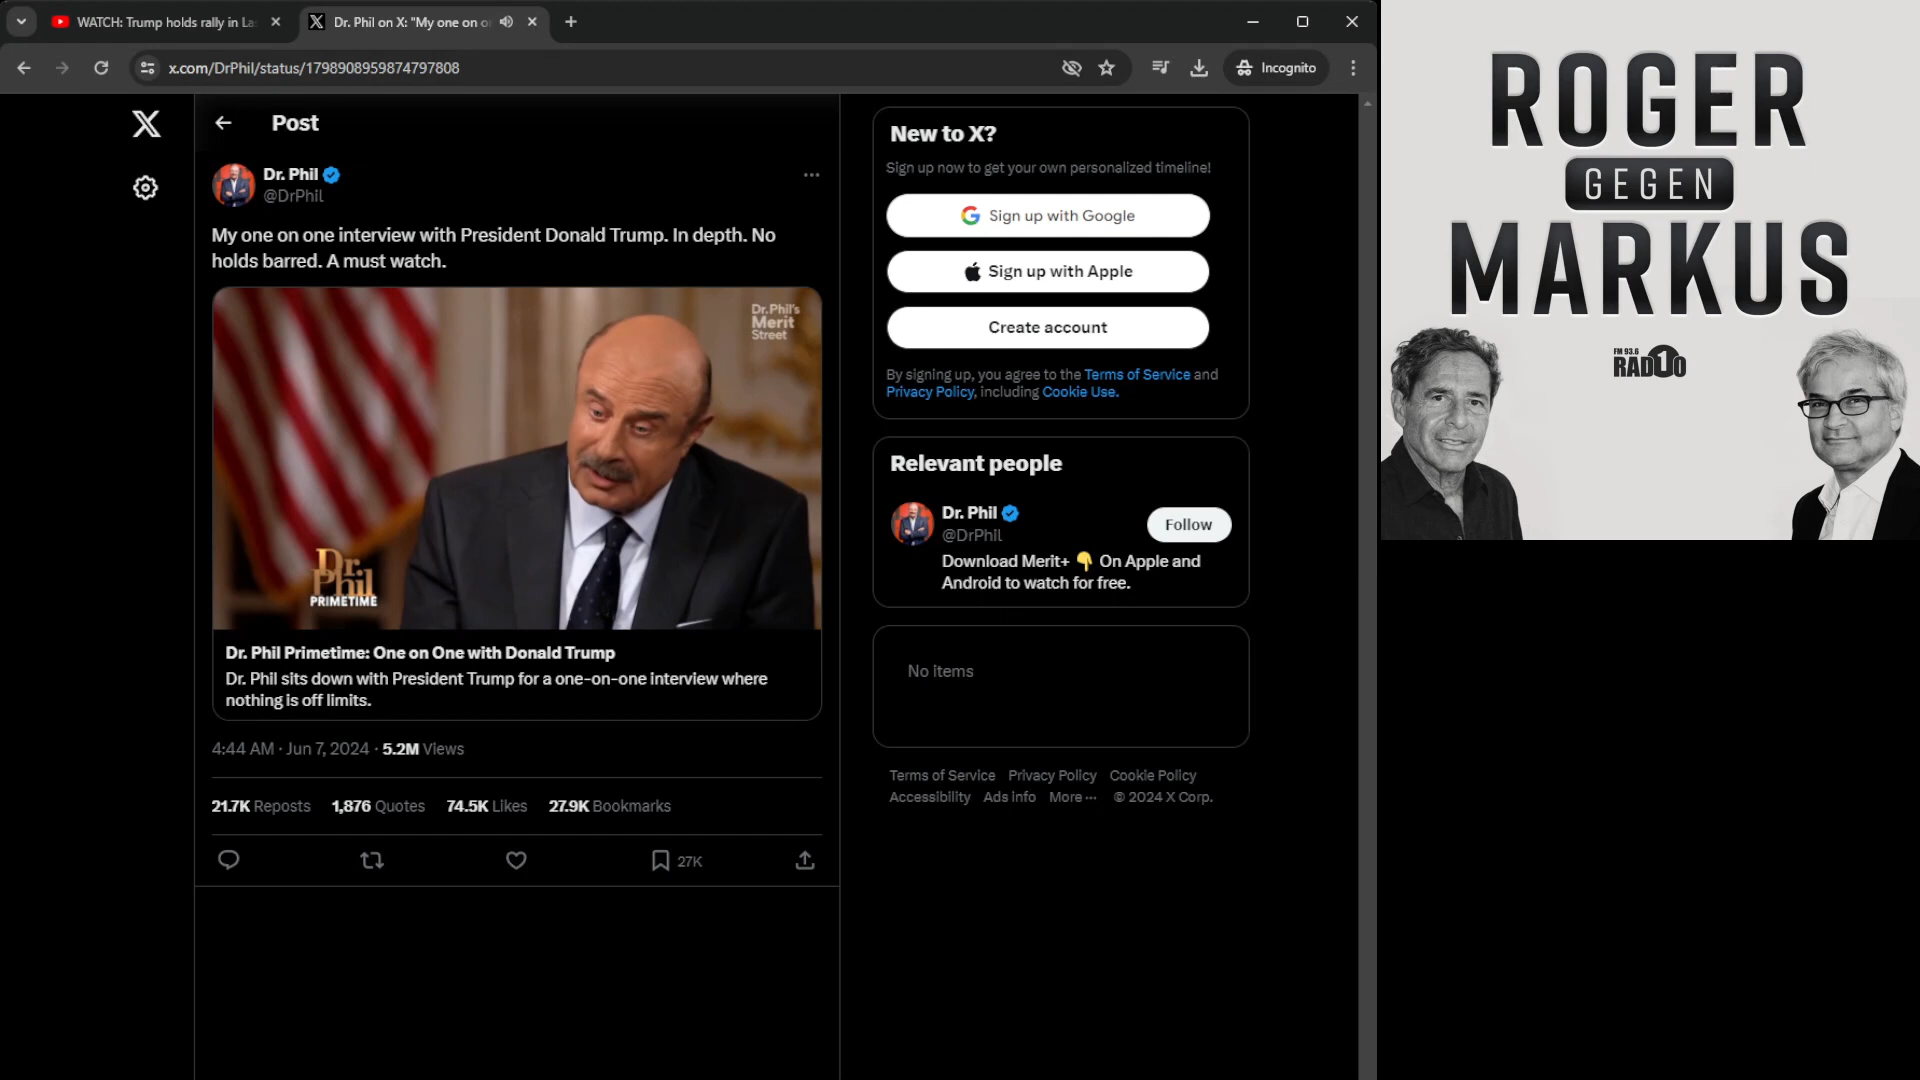 WATCH: Trump holds rally in La
Dr. Phil on X: "My one on o
x.com/DrPhil/status/1798908959874797808
Incognito
Post
Dr. Phil
@DrPhil
My one on one interview with President Donald Trump. In depth. No
holds barred. A must watch.
Dr. Phil's
Merit
Street
Dr.
Phil
PRIMETIME
Dr. Phil Primetime: One on One with Donald Trump
Dr. Phil sits down with President Trump for a one-on-one interview where
nothing is off limits.
4:44 AM · Jun 7, 2024 · 5.2M Views
21.7K Reposts 1,876 Quotes 74.5K Likes 27.9K Bookmarks
27K
New to X?
Sign up now to get your own personalized timeline!
Sign up with Google
Sign up with Apple
Create account
By signing up, you agree to the Terms of Service and
Privacy Policy, including Cookie Use.
Relevant people
Dr. Phil
@DrPhil
Follow
Download Merit+ 👇 On Apple and
Android to watch for free.
No items
Terms of Service Privacy Policy Cookie Policy
Accessibility Ads info More ··· © 2024 X Corp.
ROGER
GEGEN
MARKUS
FM 93.6
RADIO 1